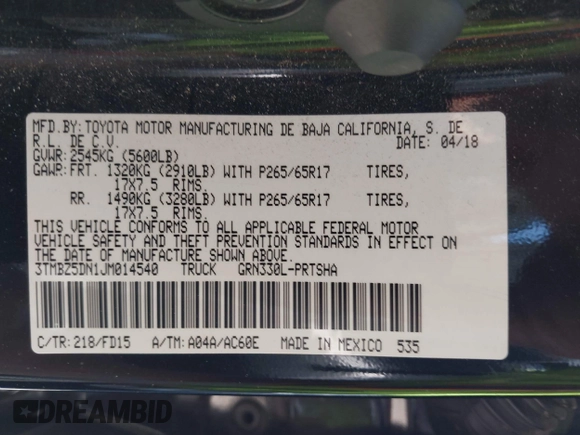 MFD.BY:TOYOTA MOTOR MANUFACTURING DE BAJA CALIFORNIA, S. DE
R.L. DE C.V. DATE: 04/18
GVWR:2545KG (5600LB)
GAWR:FRT. 1320KG (2910LB) WITH P265/65R17 TIRES,
17X7.5 RIMS.
RR. 1490KG (3280LB) WITH P265/65R17 TIRES,
17X7.5 RIMS.
THIS VEHICLE CONFORMS TO ALL APPLICABLE FEDERAL MOTOR
VEHICLE SAFETY AND THEFT PREVENTION STANDARDS IN EFFECT ON
THE DATE OF MANUFACTURE SHOWN ABOVE.
3TMBZ5DN1JM014540 TRUCK GRN330L-PRTSHA
C/TR:218/FD15 A/TM:A04A/AC60E MADE IN MEXICO 535
DREAMBID